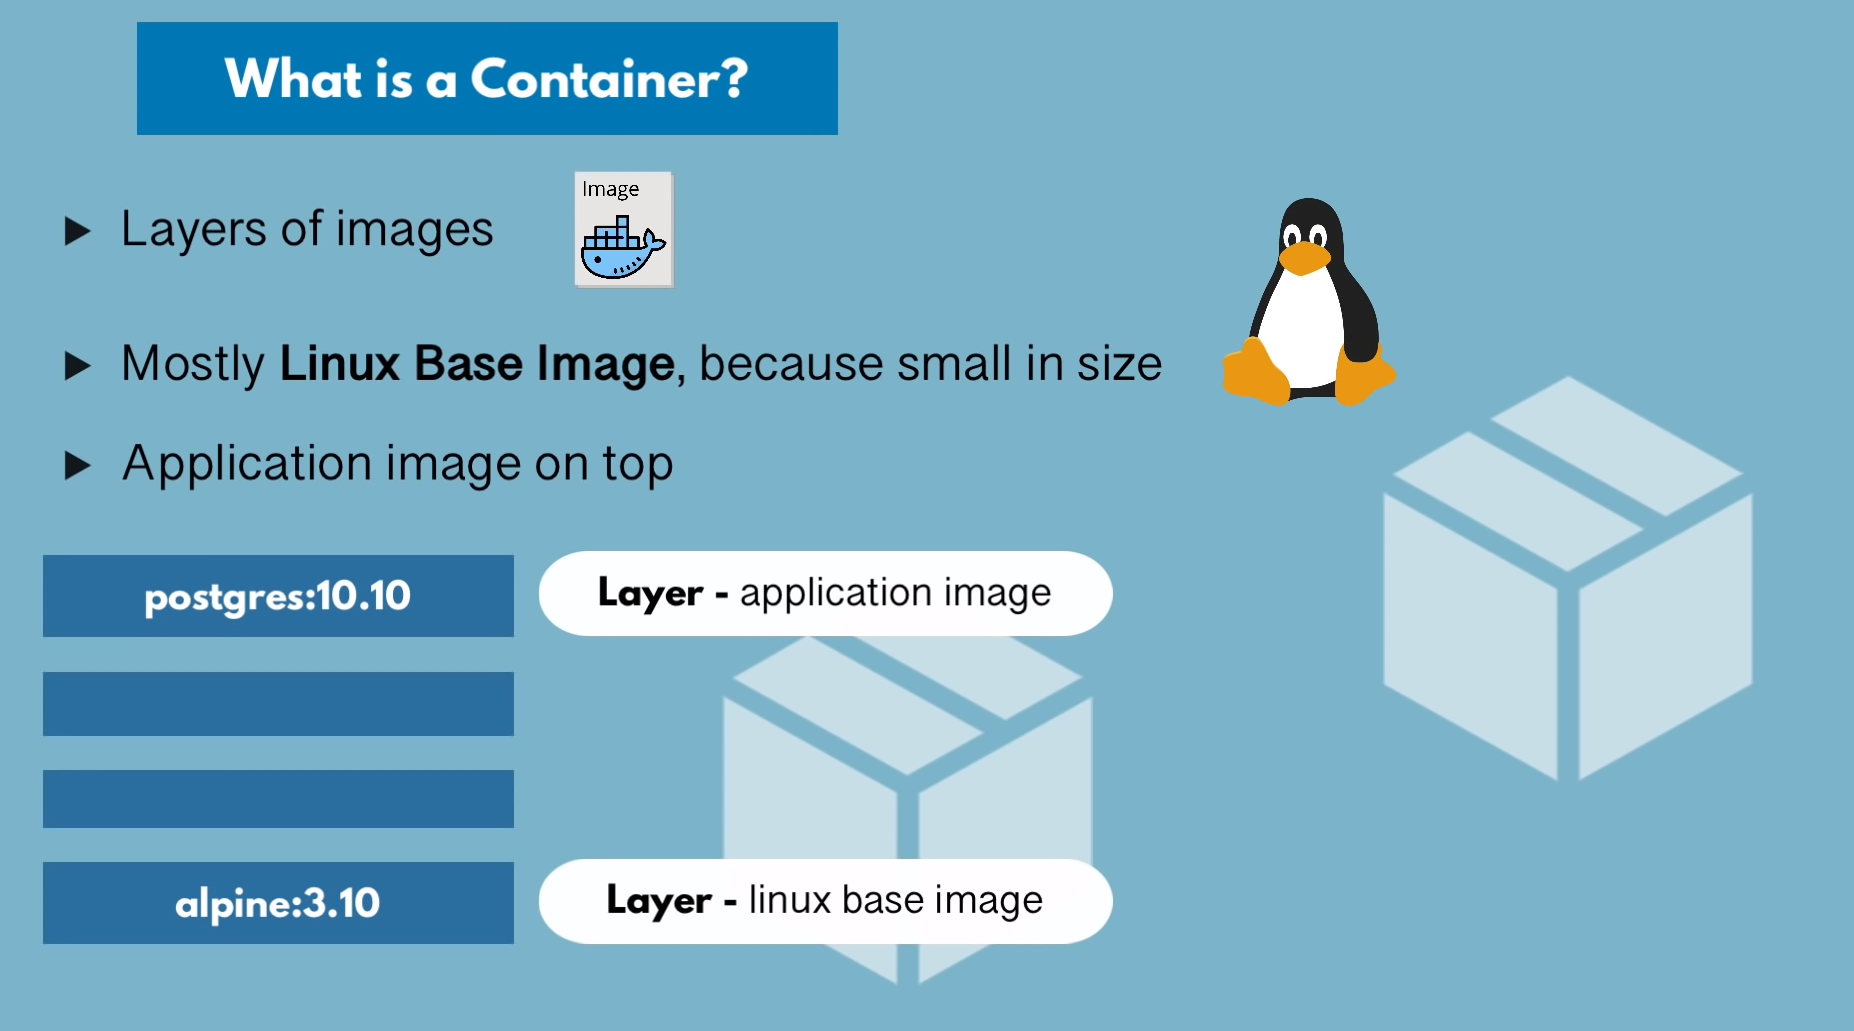 What is a Container?
Image
Layers of images
Mostly Linux Base Image, because small in size
Application image on top
postgres:10.10
Layer - application image
alpine:3.10
Layer - linux base image